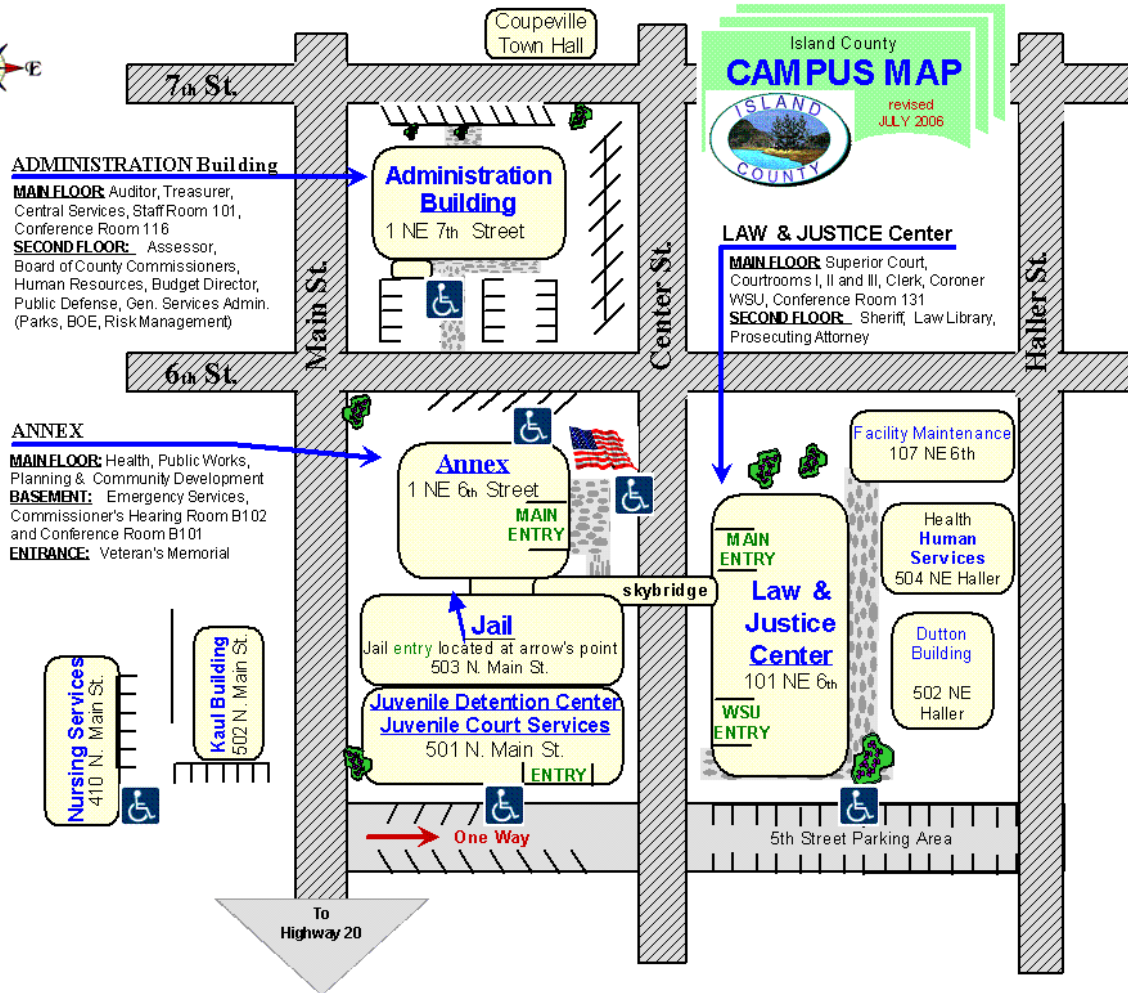 Coupeville
Town Hall
Island County
CAMPUS MAP
revised
JULY 2006
ISLAND
COUNTY
E
7th St.
ADMINISTRATION Building
MAIN FLOOR: Auditor, Treasurer,
Central Services, Staff Room 101,
Conference Room 116
SECOND FLOOR: Assessor,
Board of County Commissioners,
Human Resources, Budget Director,
Public Defense, Gen. Services Admin.
(Parks, BOE, Risk Management)
Administration
Building
1 NE 7th Street
Main St.
Center St.
Haller St.
LAW & JUSTICE Center
MAIN FLOOR: Superior Court,
Courtrooms I, II and III, Clerk, Coroner
WSU, Conference Room 131
SECOND FLOOR: Sheriff, Law Library,
Prosecuting Attorney
6th St.
ANNEX
MAIN FLOOR: Health, Public Works,
Planning & Community Development
BASEMENT: Emergency Services,
Commissioner's Hearing Room B102
and Conference Room B101
ENTRANCE: Veteran's Memorial
Annex
1 NE 6th Street
MAIN
ENTRY
Facility Maintenance
107 NE 6th
Health
Human
Services
504 NE Haller
Dutton
Building
502 NE
Haller
skybridge
MAIN
ENTRY
Law &
Justice
Center
101 NE 6th
WSU
ENTRY
Jail
Jail entry located at arrow's point
503 N. Main St.
Juvenile Detention Center
Juvenile Court Services
501 N. Main St.
ENTRY
Nursing Services
410 N. Main St.
Kaul Building
502 N. Main St.
One Way
5th Street Parking Area
To
Highway 20